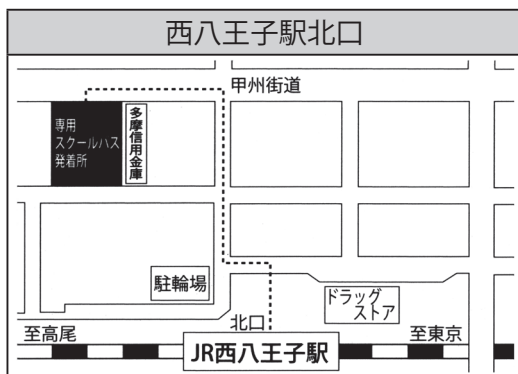 西八王子駅北口
甲州街道
専用
スクールハス
発着所
多摩信用金庫
駐輪場
ドラッグ
ストア
北口
至高尾
至東京
JR西八王子駅